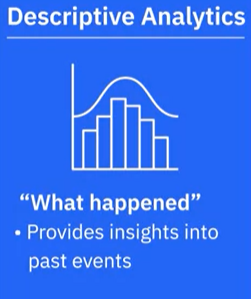 Descriptive Analytics
“What happened”
• Provides insights into
past events